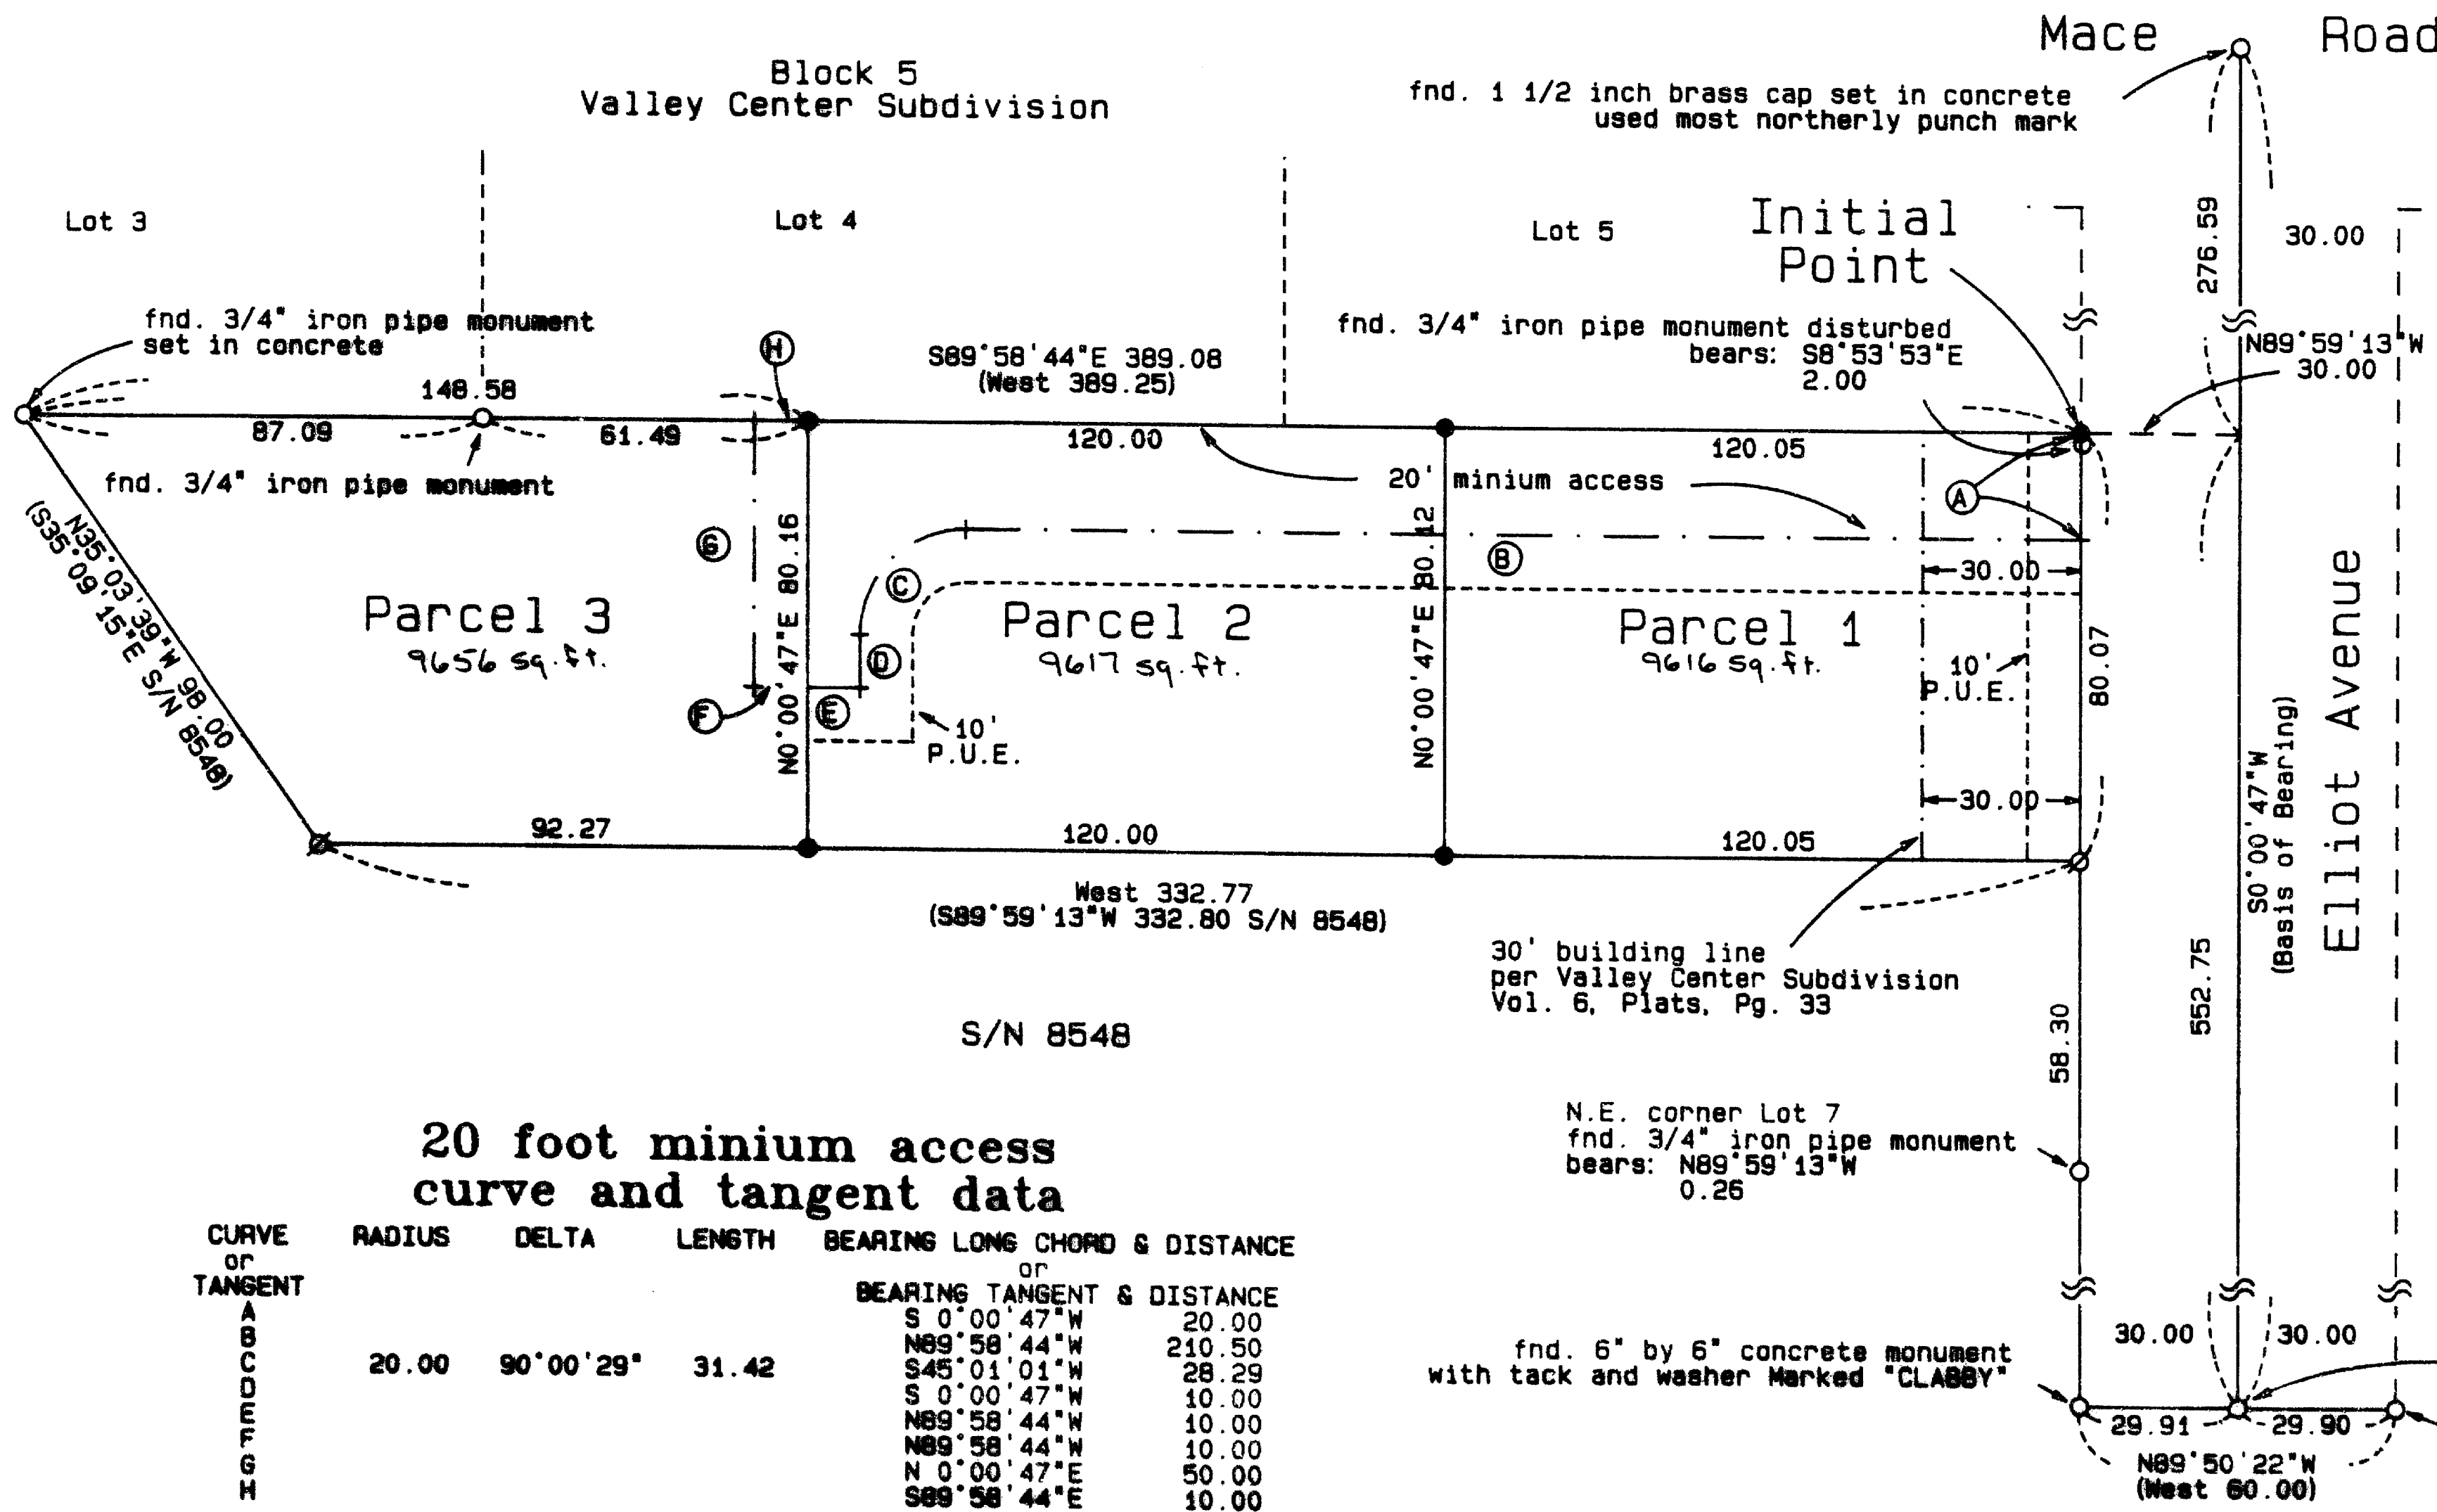 Mace Road
Block 5
Valley Center Subdivision
fnd. 1 1/2 inch brass cap set in concrete
used most northerly punch mark
Lot 3
Lot 4
Lot 5
Initial
Point
276.59
30.00
fnd. 3/4" iron pipe monument
set in concrete
H
S89°58'44"E 389.08
(West 389.25)
fnd. 3/4" iron pipe monument disturbed
bears: S8°53'53"E
2.00
N89°59'13"W
30.00
148.58
87.09
61.49
120.00
120.05
fnd. 3/4" iron pipe monument
20' minium access
A
N35°03'39"W 98.00
(S35°09'15"E S/N 8548)
G
N0°00'47"E 80.16
C
N0°00'47"E 80.12
B
30.00
Parcel 3
9656 sq.ft.
Parcel 2
9617 sq.ft.
Parcel 1
9616 sq.ft.
D
F
E
10'
P.U.E.
10'
P.U.E.
80.07
30.00
S0°00'47"W
(Basis of Bearing)
Elliot Avenue
92.27
120.00
120.05
West 332.77
(S89°59'13"W 332.80 S/N 8548)
30' building line
per Valley Center Subdivision
Vol. 6, Plats, Pg. 33
552.75
58.30
S/N 8548
N.E. corner Lot 7
fnd. 3/4" iron pipe monument
bears: N89°59'13"W
0.26
20 foot minium access
curve and tangent data
CURVE RADIUS DELTA LENGTH BEARING LONG CHORD & DISTANCE
or or
TANGENT BEARING TANGENT & DISTANCE
A S 0°00'47"W 20.00
B N89°58'44"W 210.50
C 20.00 90°00'29" 31.42 S45°01'01"W 28.29
D S 0°00'47"W 10.00
E N89°58'44"W 10.00
F N89°58'44"W 10.00
G N 0°00'47"E 50.00
H S89°58'44"E 10.00
fnd. 6" by 6" concrete monument
with tack and washer Marked "CLABBY"
30.00 30.00
29.91 29.90
N89°50'22"W
(West 60.00)